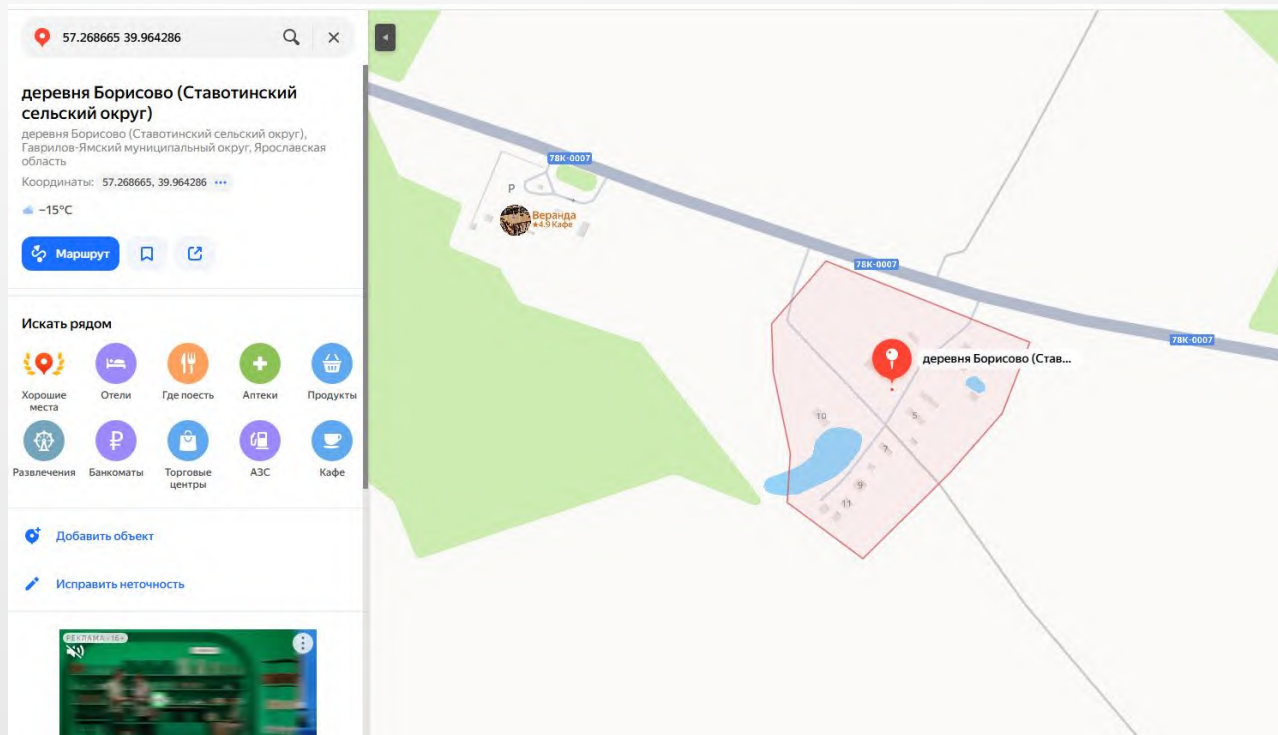 57.268665 39.964286
деревня Борисово (Ставотинский
сельский округ)
деревня Борисово (Ставотинский сельский округ),
Гаврилов-Ямский муниципальный округ, Ярославская
область
Координаты: 57.268665, 39.964286 •••
−15°C
Маршрут
Искать рядом
Хорошие
места
Отели
Где поесть
Аптеки
Продукты
Развлечения
Банкоматы
Торговые
центры
АЗС
Кафе
Добавить объект
Исправить неточность
РЕКЛАМА•16+
78К-0007
P
Веранда
★4.9 Кафе
78К-0007
78К-0007
деревня Борисово (Став...
10
5
1
9
11